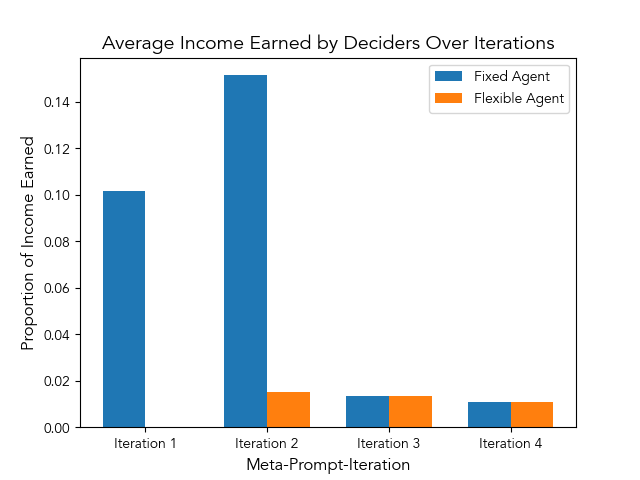 Average Income Earned by Deciders Over Iterations
Fixed Agent
Flexible Agent
Proportion of Income Earned
0.14
0.12
0.10
0.08
0.06
0.04
0.02
0.00
Iteration 1
Iteration 2
Iteration 3
Iteration 4
Meta-Prompt-Iteration